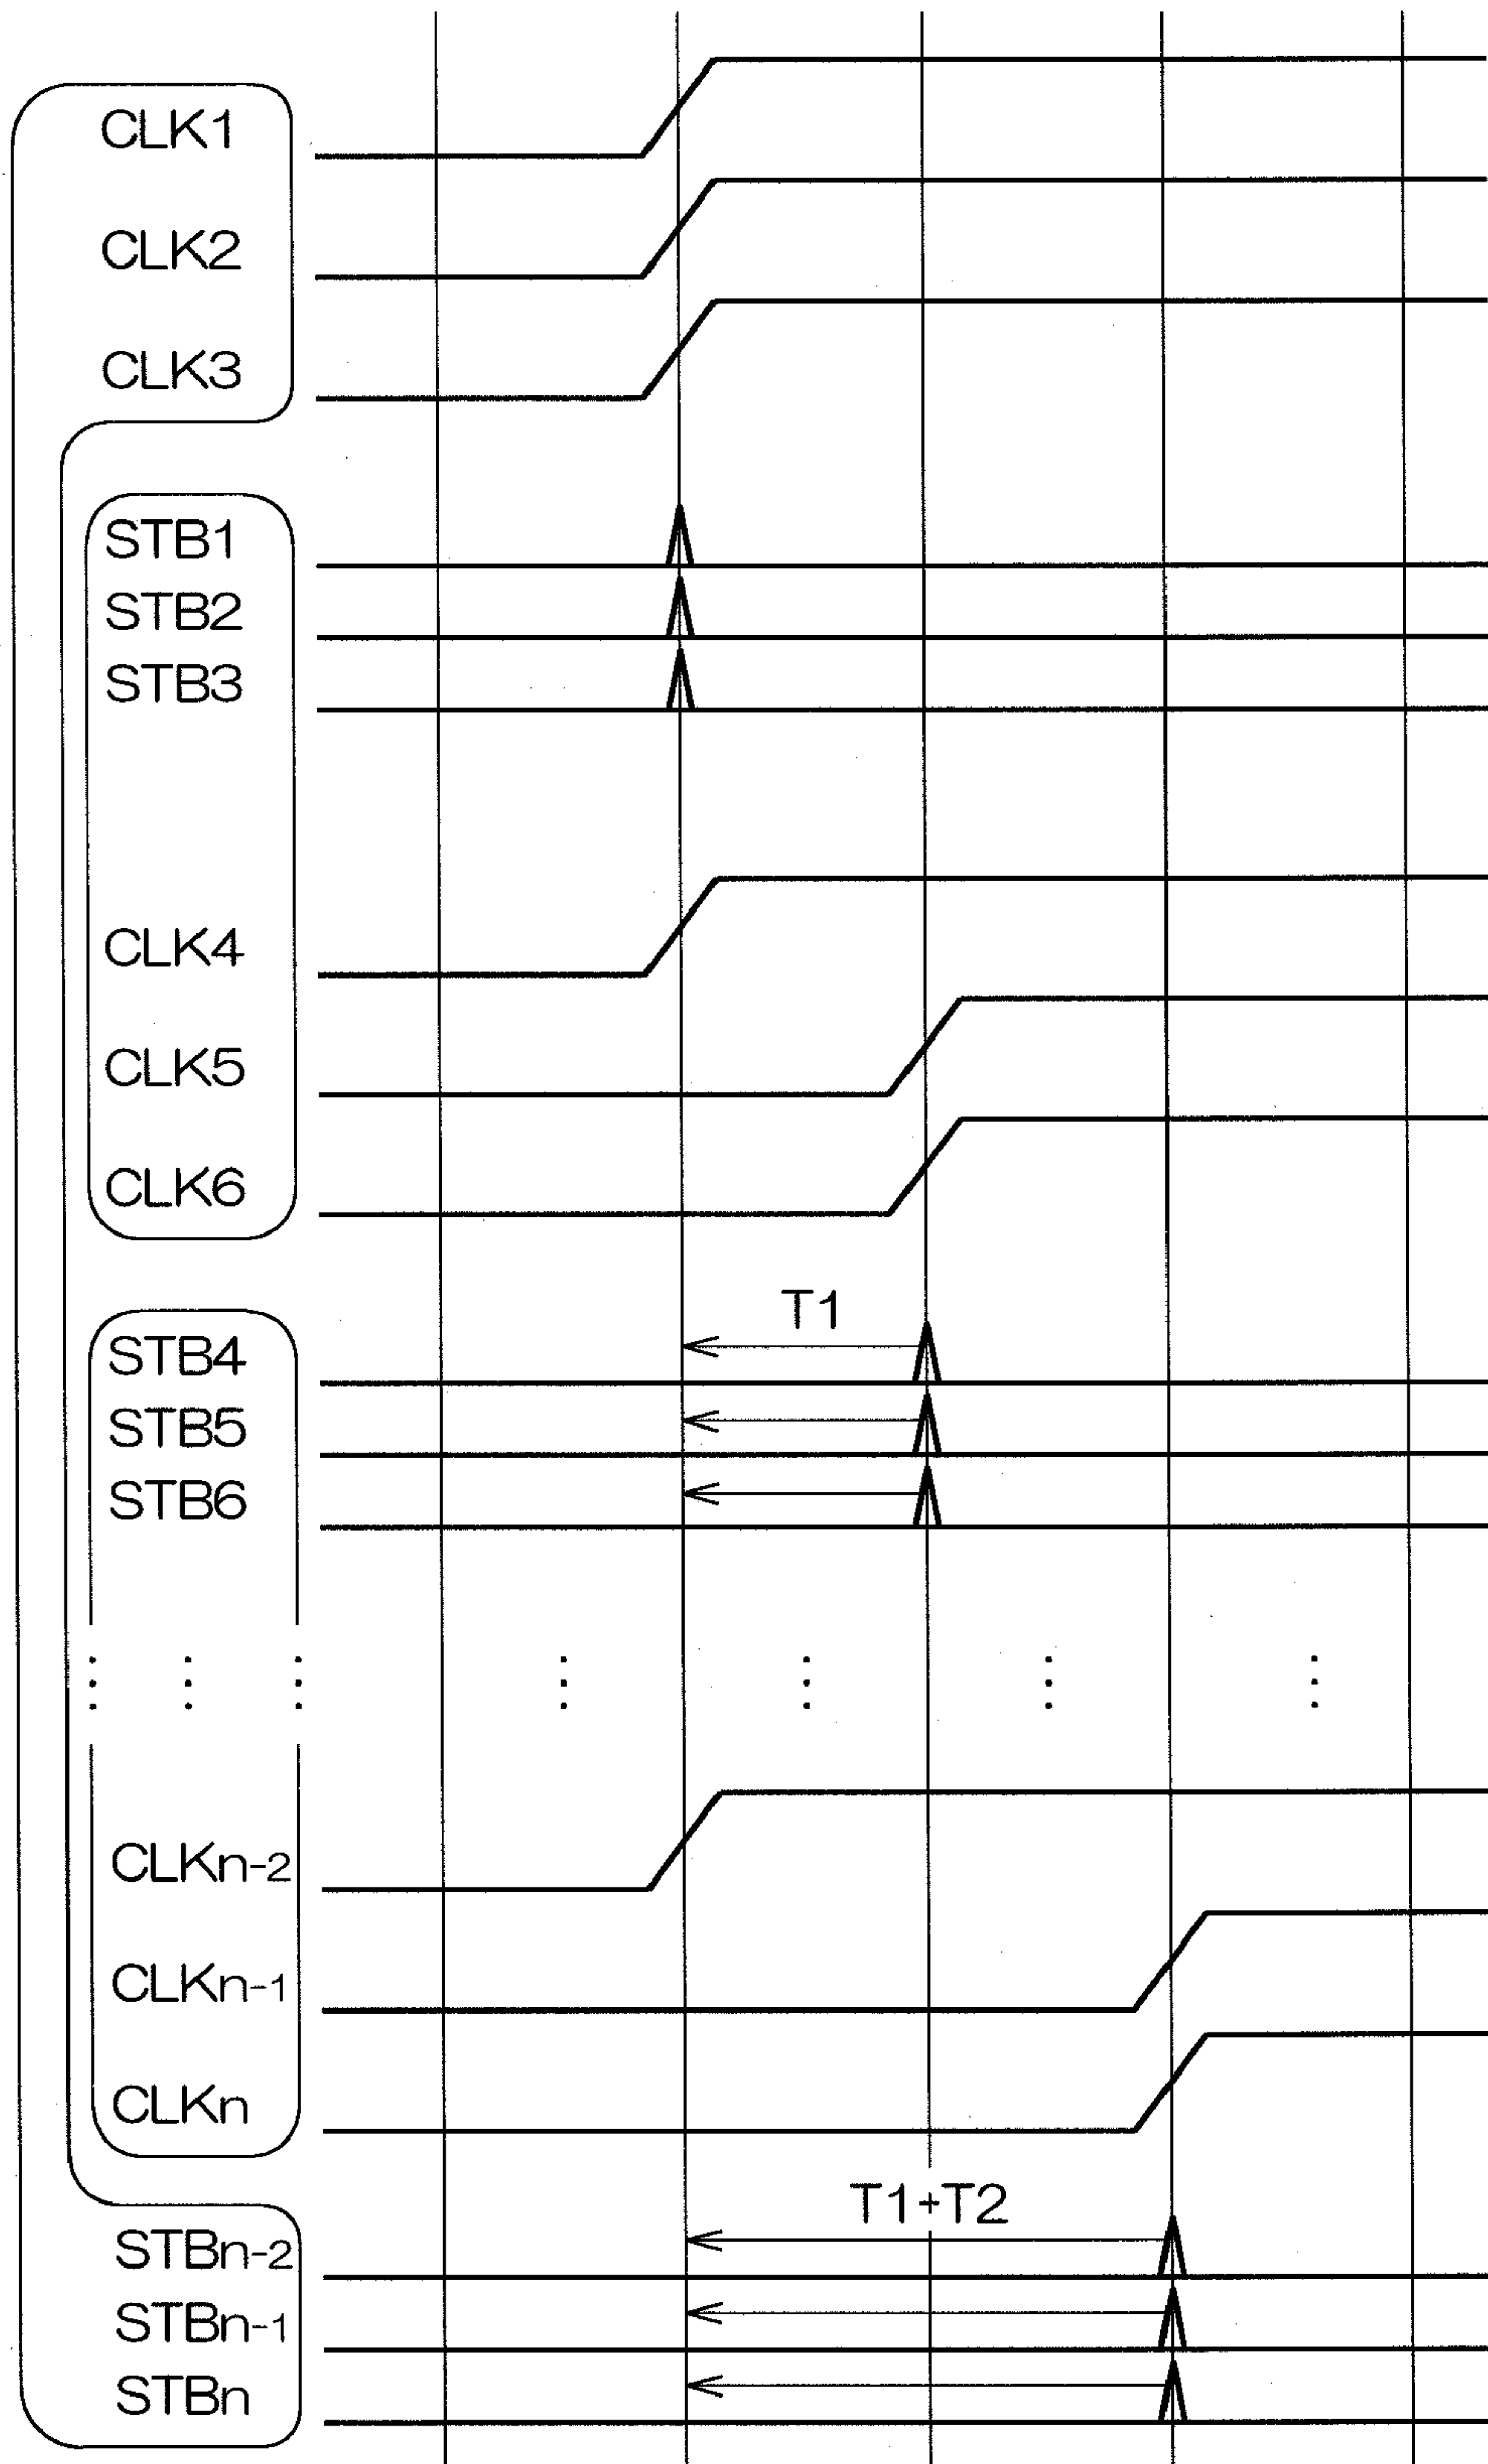 CLK1
CLK2
CLK3
STB1
STB2
STB3
CLK4
CLK5
CLK6
T1
STB4
STB5
STB6
CLKn-2
CLKn-1
CLKn
T1+T2
STBn-2
STBn-1
STBn